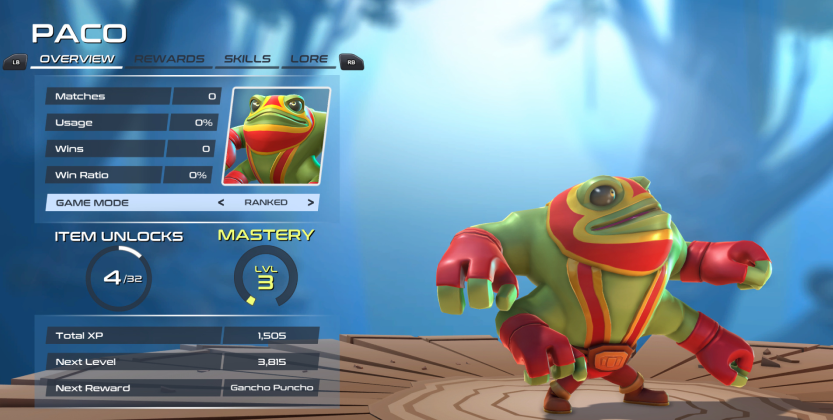 PACO
LB OVERVIEW REWARDS SKILLS LORE RB
Matches 0
Usage 0%
Wins 0
Win Ratio 0%
GAME MODE < RANKED >
ITEM UNLOCKS MASTERY
4/32
LVL
3
Total XP 1,505
Next Level 3,815
Next Reward Gancho Puncho